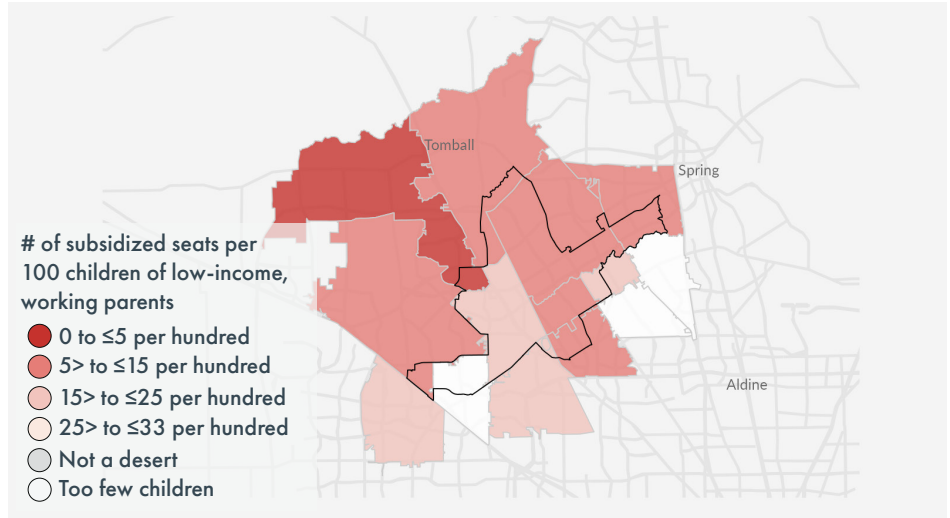 Tomball
Spring
# of subsidized seats per
100 children of low-income,
working parents
0 to ≤5 per hundred
5> to ≤15 per hundred
15> to ≤25 per hundred
25> to ≤33 per hundred
Not a desert
Too few children
Aldine